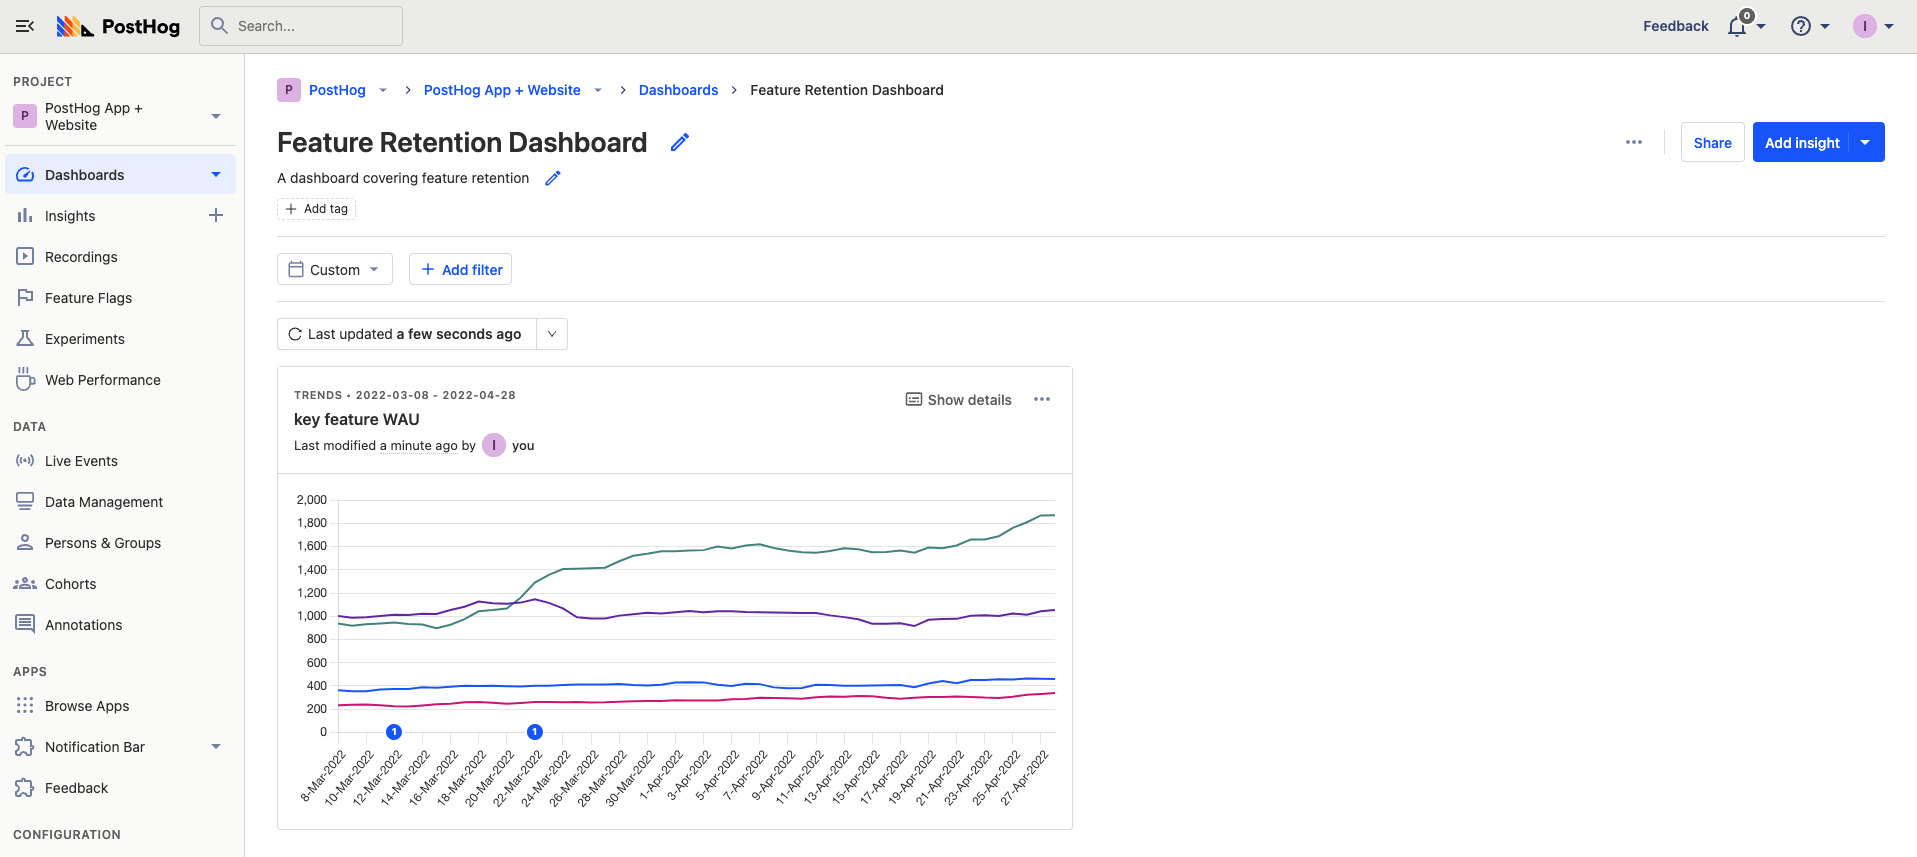 PostHog
Search...
Feedback
0
I
PROJECT
P
PostHog App +
Website
Dashboards
Insights
Recordings
Feature Flags
Experiments
Web Performance
DATA
Live Events
Data Management
Persons & Groups
Cohorts
Annotations
APPS
Browse Apps
Notification Bar
Feedback
CONFIGURATION
P PostHog PostHog App + Website Dashboards Feature Retention Dashboard
Feature Retention Dashboard
Share
Add insight
A dashboard covering feature retention
Add tag
Custom
Add filter
Last updated a few seconds ago
TRENDS • 2022-03-08 - 2022-04-28
Show details
key feature WAU
Last modified a minute ago by I you
2,000
1,800
1,600
1,400
1,200
1,000
800
600
400
200
0
1
1
8-Mar-2022
10-Mar-2022
12-Mar-2022
14-Mar-2022
16-Mar-2022
18-Mar-2022
20-Mar-2022
22-Mar-2022
24-Mar-2022
26-Mar-2022
28-Mar-2022
30-Mar-2022
1-Apr-2022
3-Apr-2022
5-Apr-2022
7-Apr-2022
9-Apr-2022
11-Apr-2022
13-Apr-2022
15-Apr-2022
17-Apr-2022
19-Apr-2022
21-Apr-2022
23-Apr-2022
25-Apr-2022
27-Apr-2022